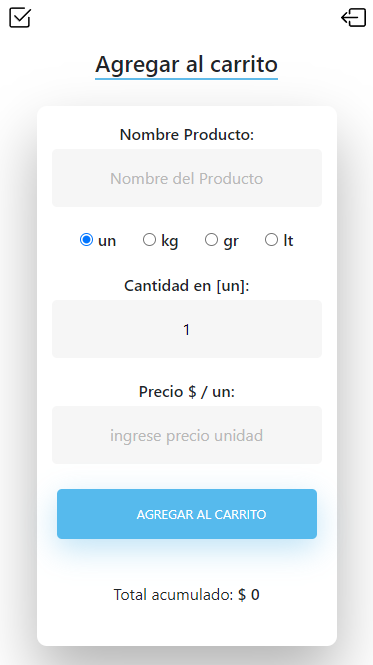 Agregar al carrito
Nombre Producto:
Nombre del Producto
un kg gr lt
Cantidad en [un]:
1
Precio $ / un:
ingrese precio unidad
AGREGAR AL CARRITO
Total acumulado: $ 0